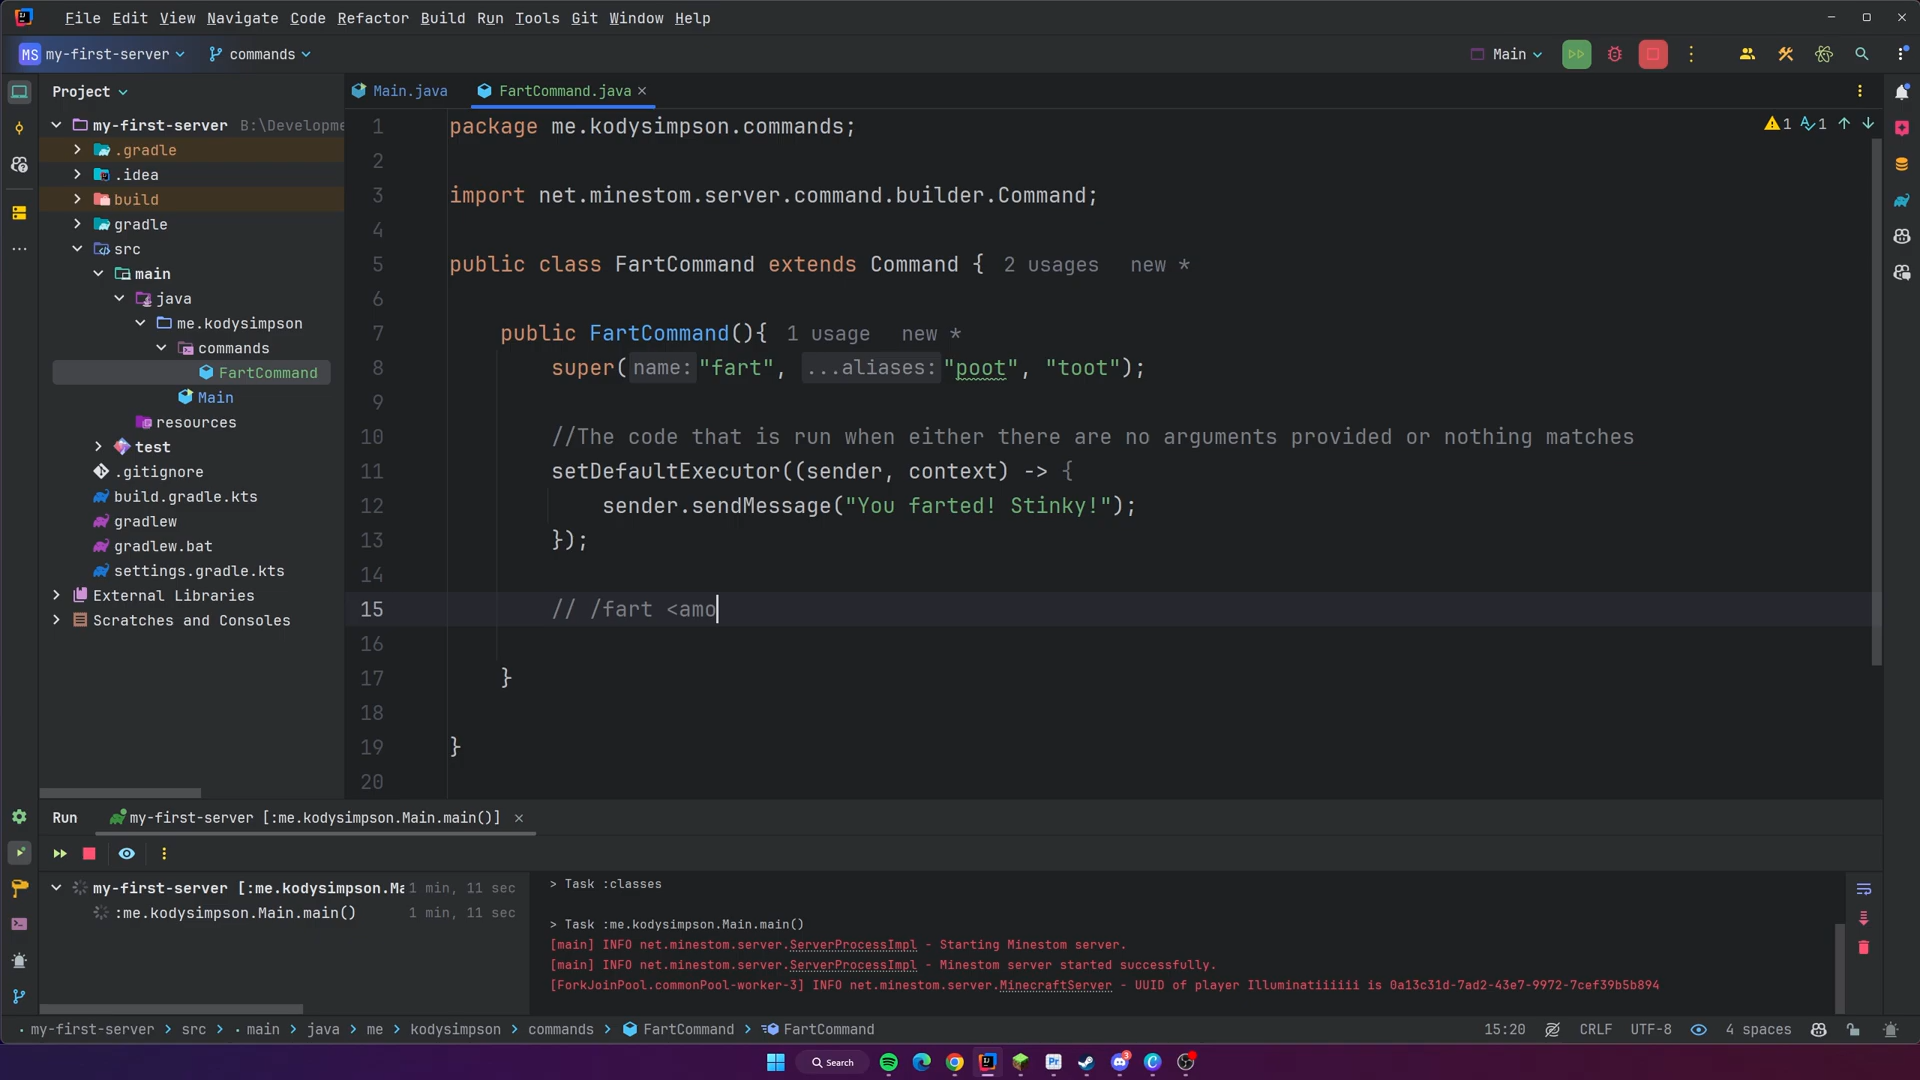 File Edit View Navigate Code Refactor Build Run Tools Git Window Help
MS my-first-server commands Main
Project Main.java FartCommand.java
my-first-server B:\Developme
.gradle
.idea
build
gradle
src
main
java
me.kodysimpson
commands
FartCommand
Main
resources
test
.gitignore
build.gradle.kts
gradlew
gradlew.bat
settings.gradle.kts
External Libraries
Scratches and Consoles
1 package me.kodysimpson.commands; 1 1
2
3 import net.minestom.server.command.builder.Command;
4
5 public class FartCommand extends Command { 2 usages new *
6
7 public FartCommand(){ 1 usage new *
8 super( name: "fart", ...aliases: "poot", "toot");
9
10 //The code that is run when either there are no arguments provided or nothing matches
11 setDefaultExecutor((sender, context) -> {
12 sender.sendMessage("You farted! Stinky!");
13 });
14
15 // /fart <amo
16
17 }
18
19 }
20
Run my-first-server [:me.kodysimpson.Main.main()]
my-first-server [:me.kodysimpson.Ma 1 min, 11 sec
:me.kodysimpson.Main.main() 1 min, 11 sec
> Task :classes
> Task :me.kodysimpson.Main.main()
[main] INFO net.minestom.server.ServerProcessImpl - Starting Minestom server.
[main] INFO net.minestom.server.ServerProcessImpl - Minestom server started successfully.
[ForkJoinPool.commonPool-worker-3] INFO net.minestom.server.MinecraftServer - UUID of player Illuminatiiiiii is 0a13c31d-7ad2-43e7-9972-7cef39b5b894
my-first-server > src > main > java > me > kodysimpson > commands > FartCommand > FartCommand 15:20 CRLF UTF-8 4 spaces
Search Pr 3